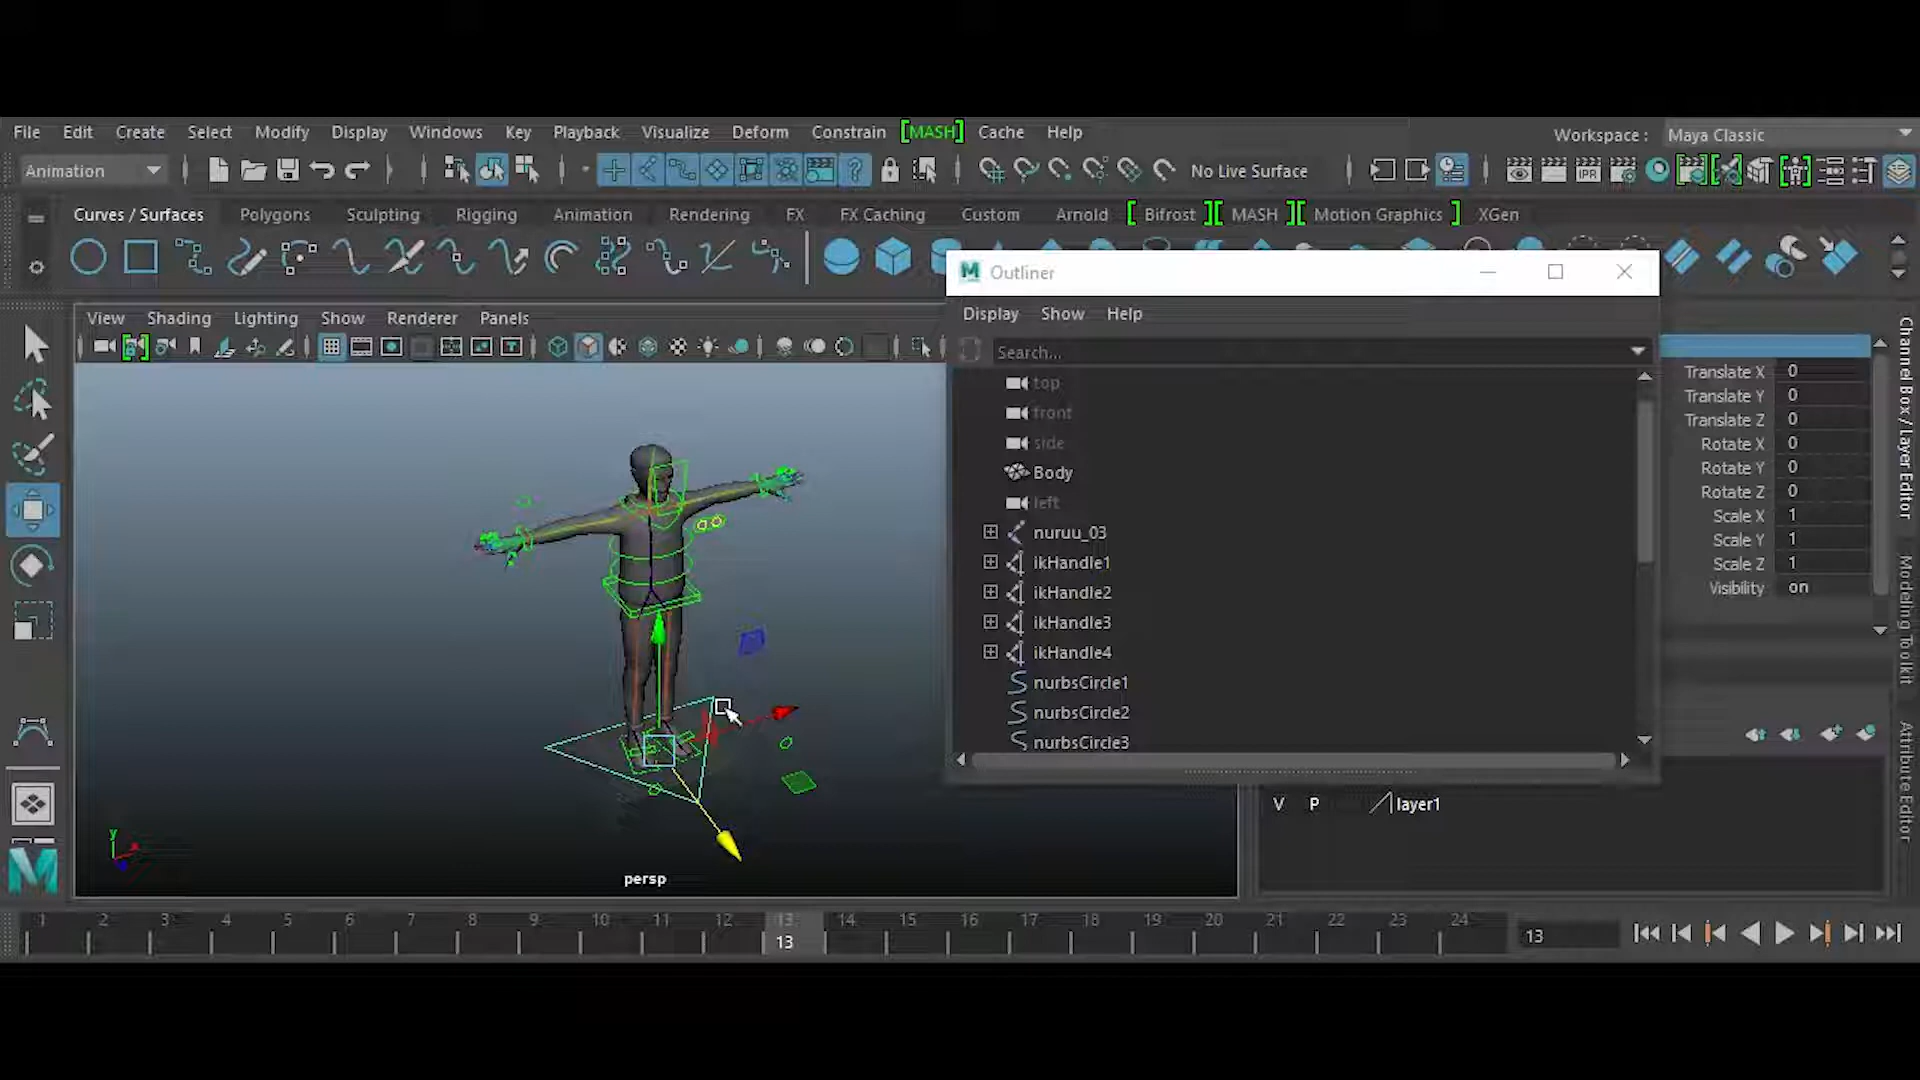 File Edit Create Select Modify Display Windows Key Playback Visualize Deform Constrain [MASH] Cache Help
Workspace : Maya Classic
Animation
No Live Surface
IPR
Curves / Surfaces Polygons Sculpting Rigging Animation Rendering FX FX Caching Custom Arnold [ Bifrost ][ MASH ][ Motion Graphics ] XGen
M Outliner
View Shading Lighting Show Renderer Panels
Display Show Help
Search...
top
front
side
Body
left
nuruu_03
ikHandle1
ikHandle2
ikHandle3
ikHandle4
nurbsCircle1
nurbsCircle2
nurbsCircle3
Translate X 0
Translate Y 0
Translate Z 0
Rotate X 0
Rotate Y 0
Rotate Z 0
Scale X 1
Scale Y 1
Scale Z 1
Visibility on
Channel Box / Layer Editor
Modeling Toolkit
Attribute Editor
V P layer1
y
persp
M
1 2 3 4 5 6 7 8 9 10 11 12 13 14 15 16 17 18 19 20 21 22 23 24
13
13